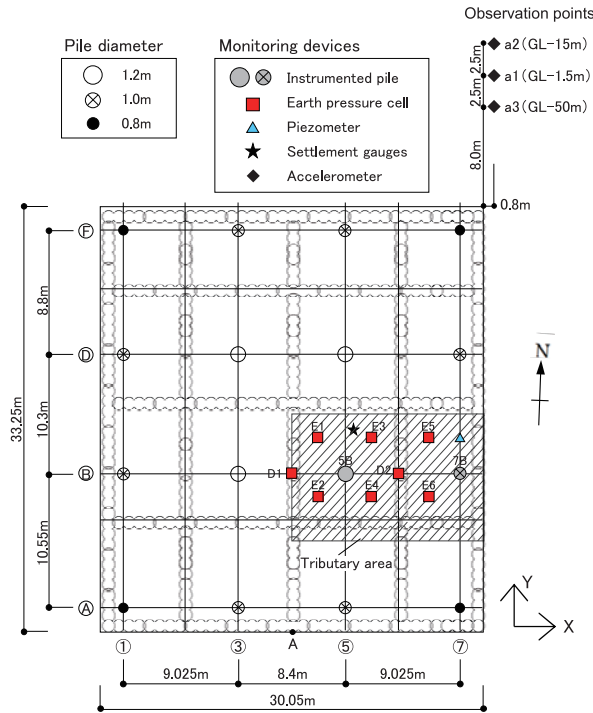 Observation points
a2(GL-15m)
2.5m
a1(GL-1.5m)
2.5m
a3(GL-50m)
8.0m
0.8m
Pile diameter
1.2m
1.0m
0.8m
Monitoring devices
Instrumented pile
Earth pressure cell
Piezometer
Settlement gauges
Accelerometer
F
8.8m
D
10.3m
33.25m
B
10.55m
A
N
E1
E3
E5
D1
5B
D2
7B
E2
E4
E6
Tributary area
Y
X
① ③ A ⑤ ⑦
9.025m 8.4m 9.025m
30.05m